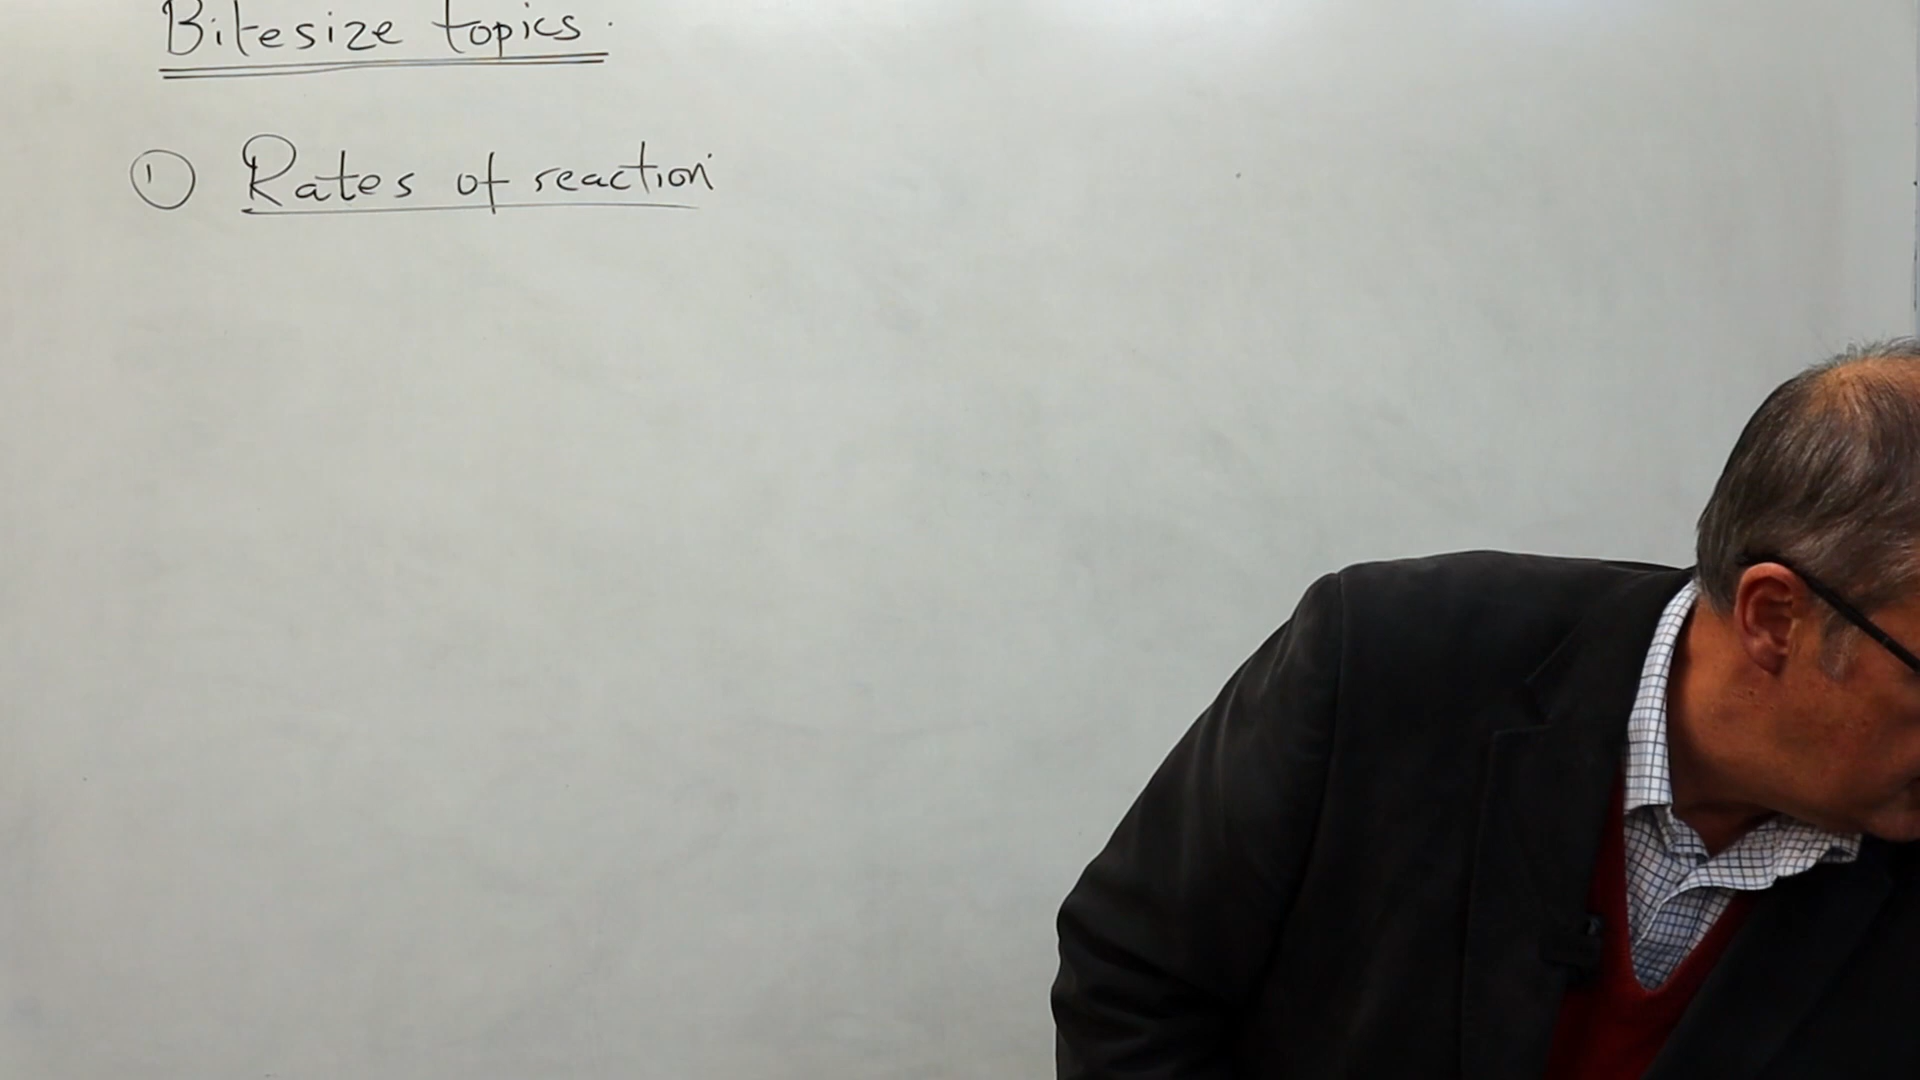 Bitesize topics.
① Rates of reaction